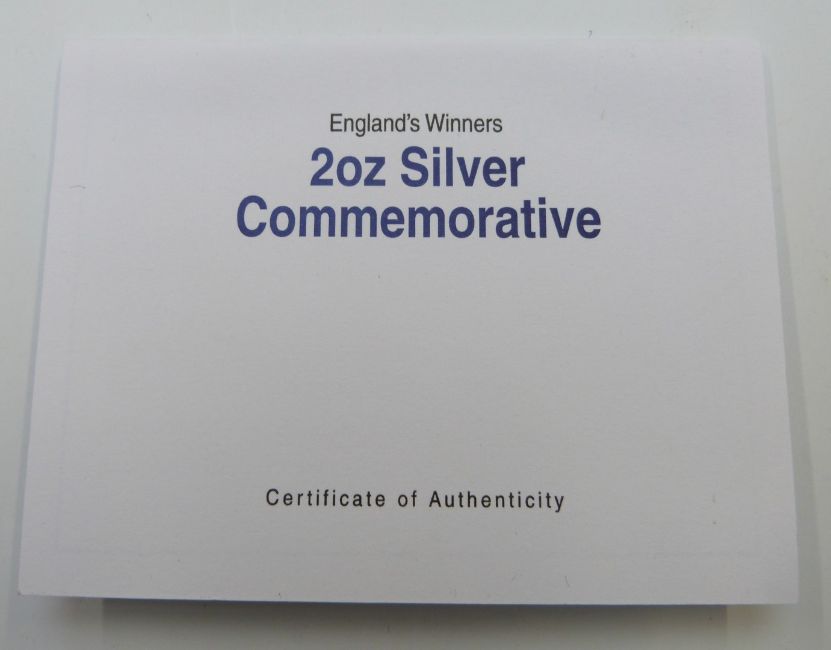 England's Winners
2oz Silver
Commemorative
Certificate of Authenticity